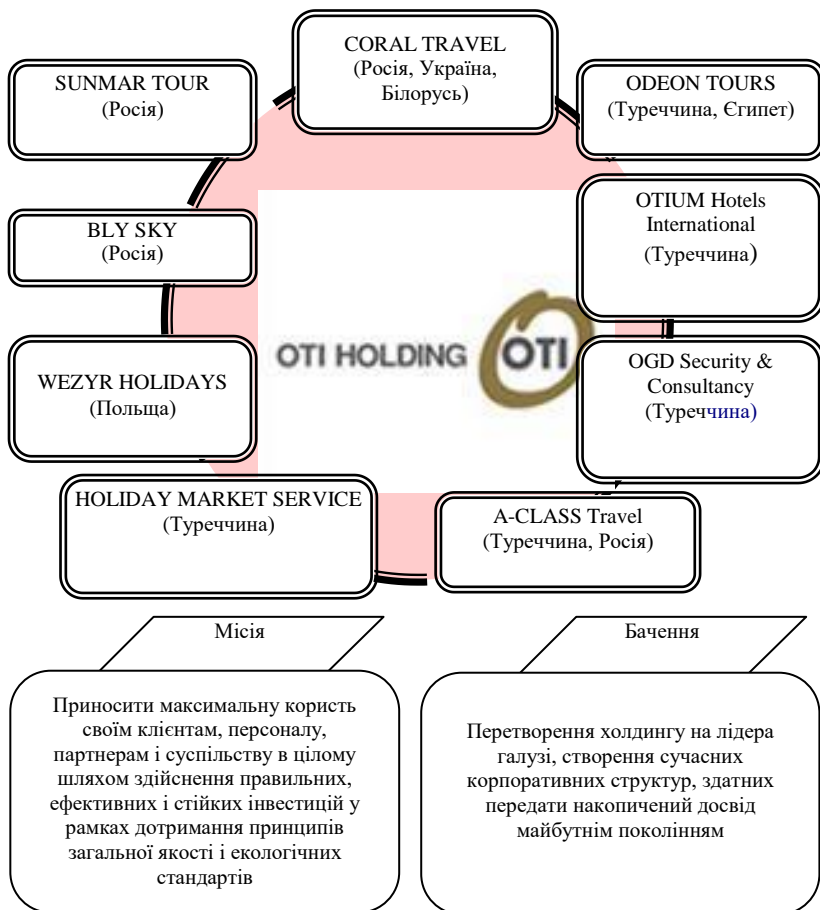 CORAL TRAVEL
(Росія, Україна,
Білорусь)
SUNMAR TOUR
(Росія)
ODEON TOURS
(Туреччина, Єгипет)
BLY SKY
(Росія)
OTIUM Hotels
International
(Туреччина)
OTI HOLDING
OTI
WEZYR HOLIDAYS
(Польща)
OGD Security &
Consultancy
(Туреччина)
HOLIDAY MARKET SERVICE
(Туреччина)
A-CLASS Travel
(Туреччина, Росія)
Місія
Приносити максимальну користь
своїм клієнтам, персоналу,
партнерам і суспільству в цілому
шляхом здійснення правильних,
ефективних і стійких інвестицій у
рамках дотримання принципів
загальної якості і екологічних
стандартів
Бачення
Перетворення холдингу на лідера
галузі, створення сучасних
корпоративних структур, здатних
передати накопичений досвід
майбутнім поколінням